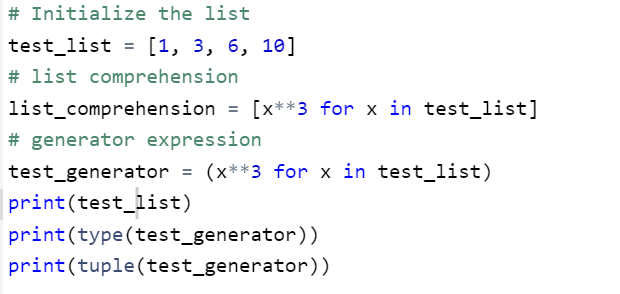 # Initialize the list
test_list = [1, 3, 6, 10]
# list comprehension
list_comprehension = [x**3 for x in test_list]
# generator expression
test_generator = (x**3 for x in test_list)
print(test_list)
print(type(test_generator))
print(tuple(test_generator))